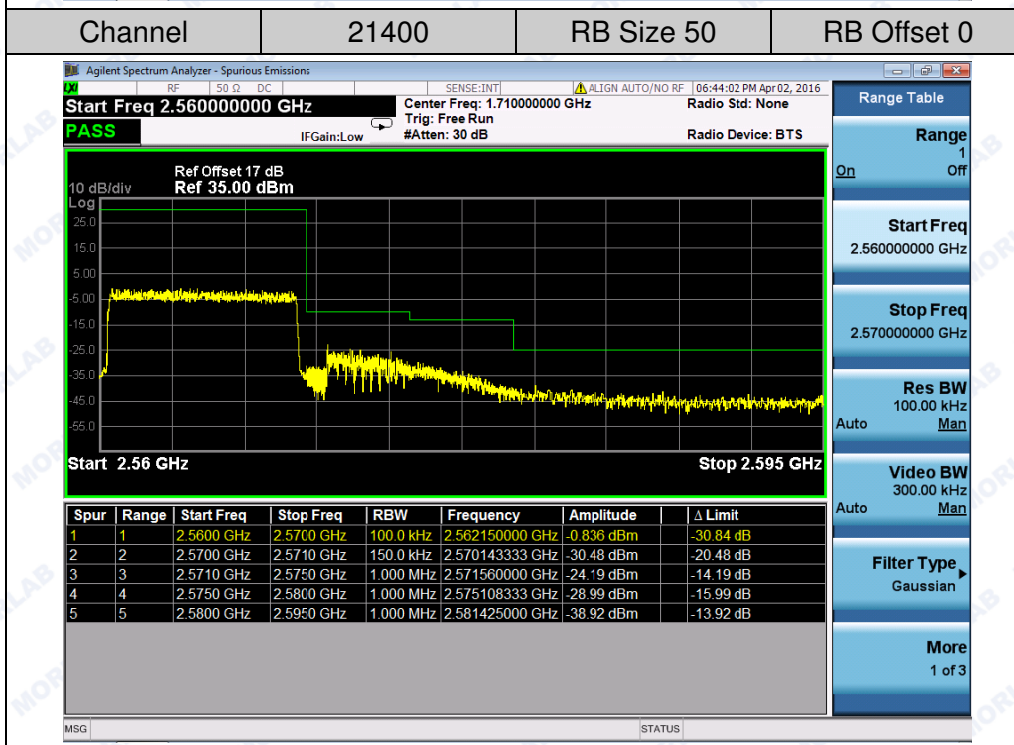 Channel 21400 RB Size 50 RB Offset 0
Agilent Spectrum Analyzer - Spurious Emissions
LXI RF 50 Ω DC SENSE:INT ALIGN AUTO/NO RF 06:44:02 PM Apr 02, 2016
Start Freq 2.560000000 GHz Center Freq: 1.710000000 GHz Radio Std: None
Trig: Free Run
PASS IFGain:Low #Atten: 30 dB Radio Device: BTS
Ref Offset 17 dB
10 dB/div Ref 35.00 dBm
Log
25.0
15.0
5.00
-5.00
-15.0
-25.0
-35.0
-45.0
-55.0
Start 2.56 GHz Stop 2.595 GHz
Spur Range Start Freq Stop Freq RBW Frequency Amplitude Δ Limit
1 1 2.5600 GHz 2.5700 GHz 100.0 kHz 2.562150000 GHz -0.836 dBm -30.84 dB
2 2 2.5700 GHz 2.5710 GHz 150.0 kHz 2.570143333 GHz -30.48 dBm -20.48 dB
3 3 2.5710 GHz 2.5750 GHz 1.000 MHz 2.571560000 GHz -24.19 dBm -14.19 dB
4 4 2.5750 GHz 2.5800 GHz 1.000 MHz 2.575108333 GHz -28.99 dBm -15.99 dB
5 5 2.5800 GHz 2.5950 GHz 1.000 MHz 2.581425000 GHz -38.92 dBm -13.92 dB
MSG STATUS
Range Table
Range
1
On Off
Start Freq
2.560000000 GHz
Stop Freq
2.570000000 GHz
Res BW
100.00 kHz
Auto Man
Video BW
300.00 kHz
Auto Man
Filter Type
Gaussian
More
1 of 3